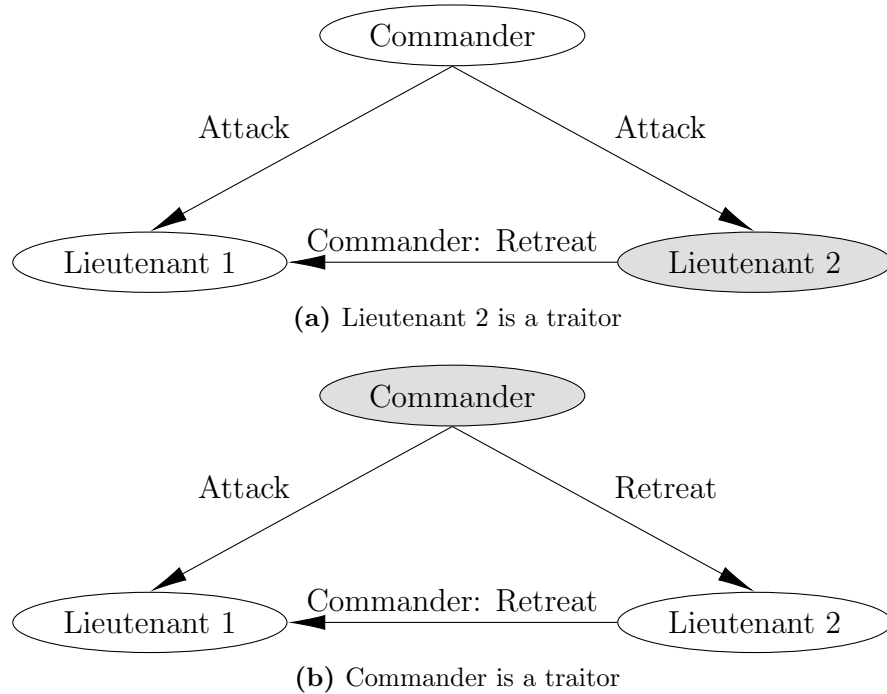 Commander
Attack
Attack
Commander: Retreat
Lieutenant 1
Lieutenant 2
(a) Lieutenant 2 is a traitor
Commander
Attack
Retreat
Commander: Retreat
Lieutenant 1
Lieutenant 2
(b) Commander is a traitor